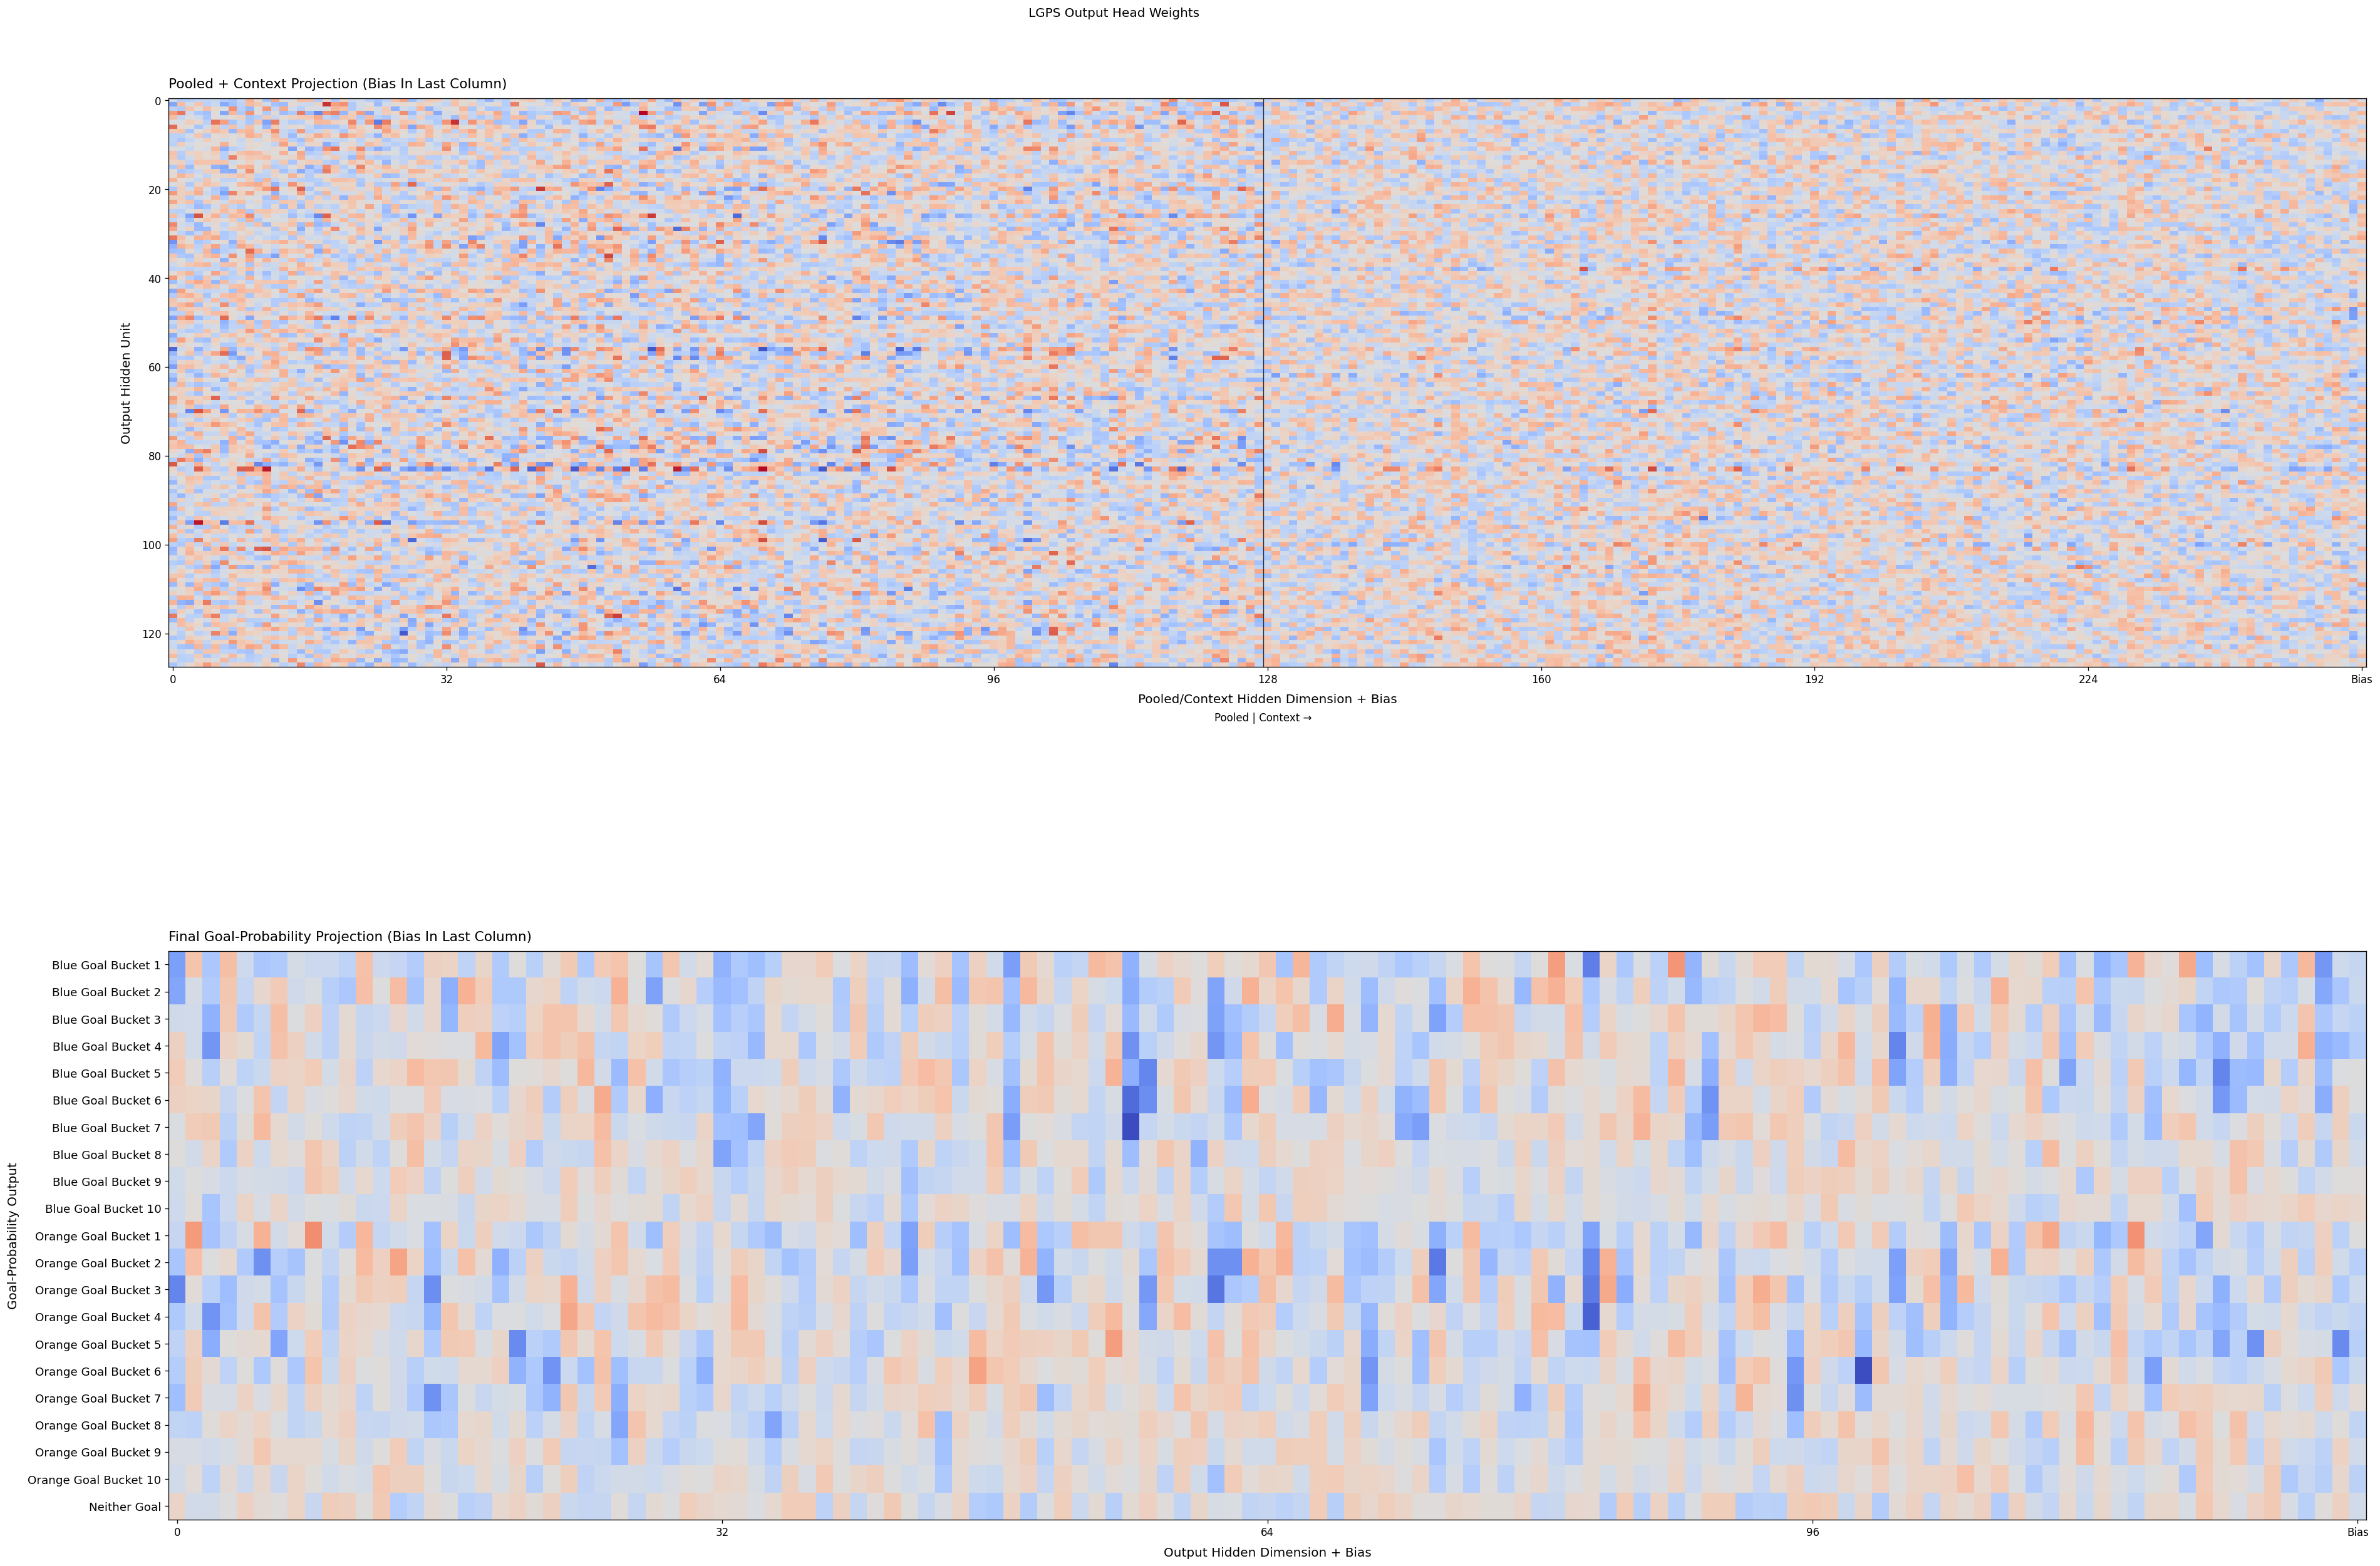 LGPS Output Head Weights
Pooled + Context Projection (Bias In Last Column)
Output Hidden Unit
0
20
40
60
80
100
120
0 32 64 96 128 160 192 224 Bias
Pooled/Context Hidden Dimension + Bias
Pooled | Context →
Final Goal-Probability Projection (Bias In Last Column)
Goal-Probability Output
Blue Goal Bucket 1
Blue Goal Bucket 2
Blue Goal Bucket 3
Blue Goal Bucket 4
Blue Goal Bucket 5
Blue Goal Bucket 6
Blue Goal Bucket 7
Blue Goal Bucket 8
Blue Goal Bucket 9
Blue Goal Bucket 10
Orange Goal Bucket 1
Orange Goal Bucket 2
Orange Goal Bucket 3
Orange Goal Bucket 4
Orange Goal Bucket 5
Orange Goal Bucket 6
Orange Goal Bucket 7
Orange Goal Bucket 8
Orange Goal Bucket 9
Orange Goal Bucket 10
Neither Goal
0 32 64 96 Bias
Output Hidden Dimension + Bias